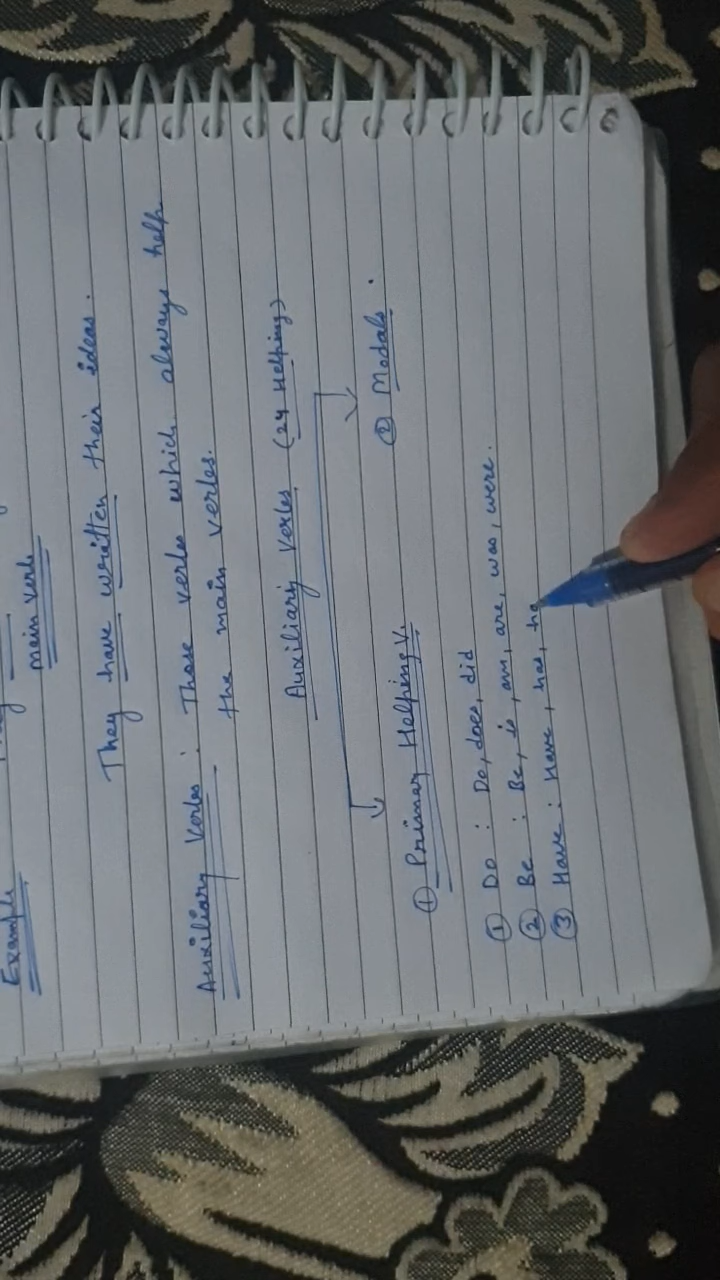 Example
main verb
They have written their ideas.
Auxiliary Verbs : Those verbs which always help
the main verbs.
Auxiliary Verbs (24 Helping)
① Primary Helping V. ② Modals.
① Do : Do, does, did
② Be : Be, is, am, are, was, were.
③ Have : Have, has, ha